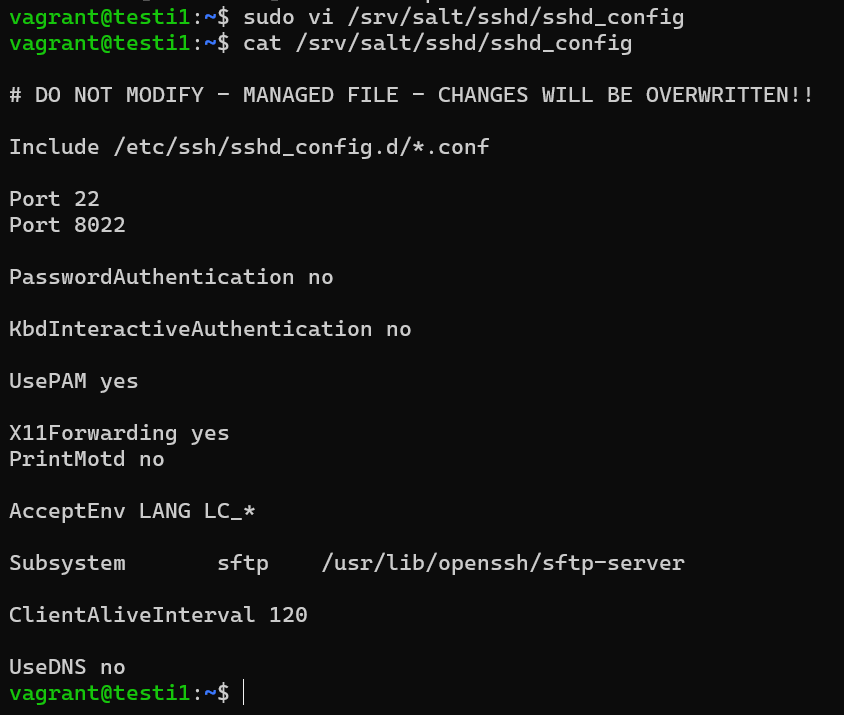 vagrant@testi1:~$ sudo vi /srv/salt/sshd/sshd_config
vagrant@testi1:~$ cat /srv/salt/sshd/sshd_config
# DO NOT MODIFY - MANAGED FILE - CHANGES WILL BE OVERWRITTEN!!
Include /etc/ssh/sshd_config.d/*.conf
Port 22
Port 8022
PasswordAuthentication no
KbdInteractiveAuthentication no
UsePAM yes
X11Forwarding yes
PrintMotd no
AcceptEnv LANG LC_*
Subsystem       sftp    /usr/lib/openssh/sftp-server
ClientAliveInterval 120
UseDNS no
vagrant@testi1:~$